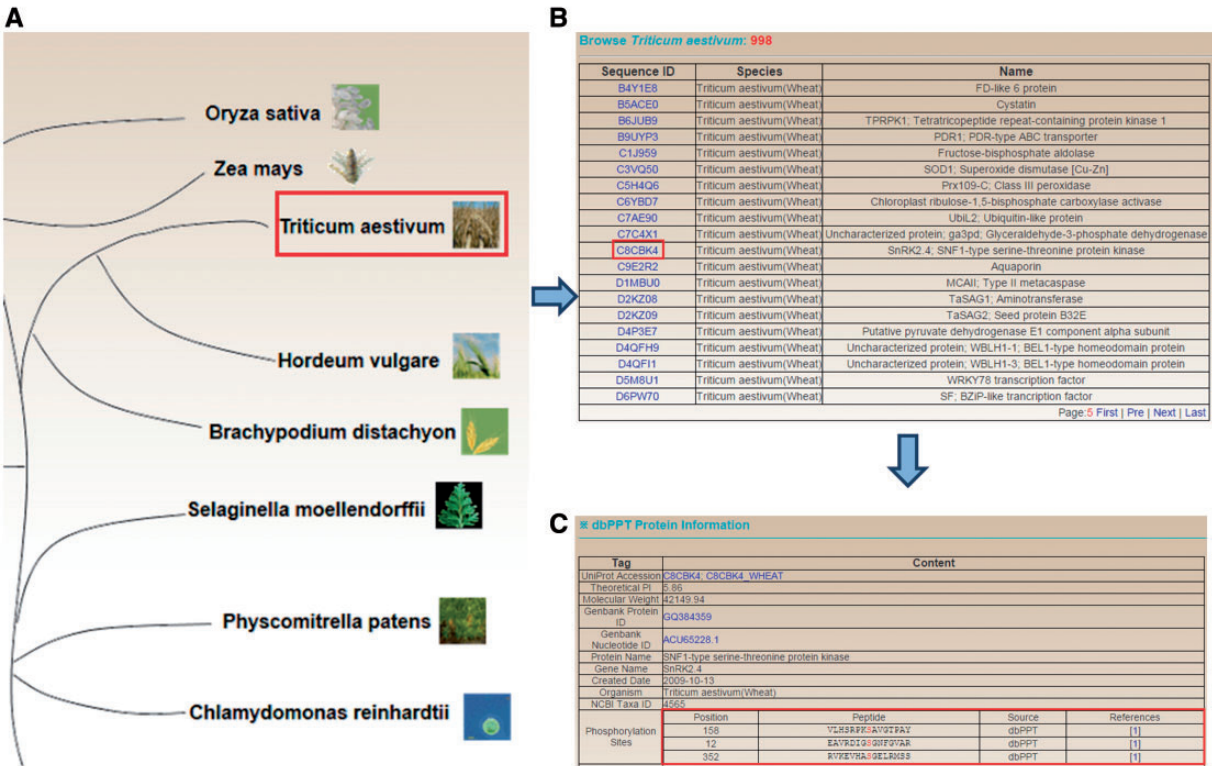 A
Oryza sativa
Zea mays
Triticum aestivum
Hordeum vulgare
Brachypodium distachyon
Selaginella moellendorffii
Physcomitrella patens
Chlamydomonas reinhardtii
B
Browse Triticum aestivum: 998
Sequence ID Species Name
B4Y1E8 Triticum aestivum(Wheat) FD-like 6 protein
B5ACE0 Triticum aestivum(Wheat) Cystatin
B6JUB9 Triticum aestivum(Wheat) TPRPK1; Tetratricopeptide repeat-containing protein kinase 1
B9UYP3 Triticum aestivum(Wheat) PDR1; PDR-type ABC transporter
C1J959 Triticum aestivum(Wheat) Fructose-bisphosphate aldolase
C3VQ50 Triticum aestivum(Wheat) SOD1; Superoxide dismutase [Cu-Zn]
C5H4Q6 Triticum aestivum(Wheat) Prx109-C; Class III peroxidase
C6YBD7 Triticum aestivum(Wheat) Chloroplast ribulose-1,5-bisphosphate carboxylase activase
C7AE90 Triticum aestivum(Wheat) UbiL2; Ubiquitin-like protein
C7C4X1 Triticum aestivum(Wheat) Uncharacterized protein; ga3pd; Glyceraldehyde-3-phosphate dehydrogenase
C8CBK4 Triticum aestivum(Wheat) SnRK2.4; SNF1-type serine-threonine protein kinase
C9E2R2 Triticum aestivum(Wheat) Aquaporin
D1MBU0 Triticum aestivum(Wheat) MCAII; Type II metacaspase
D2KZ08 Triticum aestivum(Wheat) TaSAG1; Aminotransferase
D2KZ09 Triticum aestivum(Wheat) TaSAG2; Seed protein B32E
D4P3E7 Triticum aestivum(Wheat) Putative pyruvate dehydrogenase E1 component alpha subunit
D4QFH9 Triticum aestivum(Wheat) Uncharacterized protein; WBLH1-1; BEL1-type homeodomain protein
D4QFI1 Triticum aestivum(Wheat) Uncharacterized protein; WBLH1-3; BEL1-type homeodomain protein
D5M8U1 Triticum aestivum(Wheat) WRKY78 transcription factor
D6PW70 Triticum aestivum(Wheat) SF; BZiP-like trancription factor
Page:5 First | Pre | Next | Last
C
※ dbPPT Protein Information
Tag Content
UniProt Accession C8CBK4; C8CBK4_WHEAT
Theoretical PI 5.86
Molecular Weight 42149.94
Genbank Protein
ID GQ384359
Genbank
Nucleotide ID ACU65228.1
Protein Name SNF1-type serine-threonine protein kinase
Gene Name SnRK2.4
Created Date 2009-10-13
Organism Triticum aestivum(Wheat)
NCBI Taxa ID 4565
Phosphorylation
Sites
Position Peptide Source References
158 VLHSRPKSAVGTPAY dbPPT [1]
12 EAVRDIGSGNFGVAR dbPPT [1]
352 RVKEVHASGELRMSS dbPPT [1]